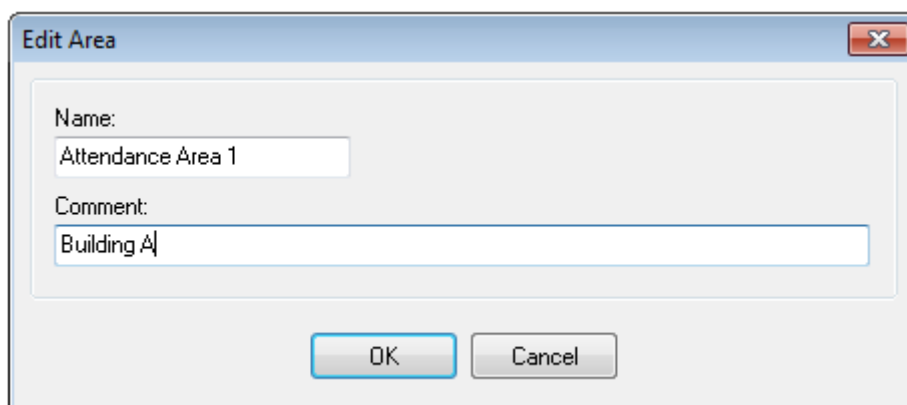 Edit Area
Name:
Attendance Area 1
Comment:
Building A
OK
Cancel